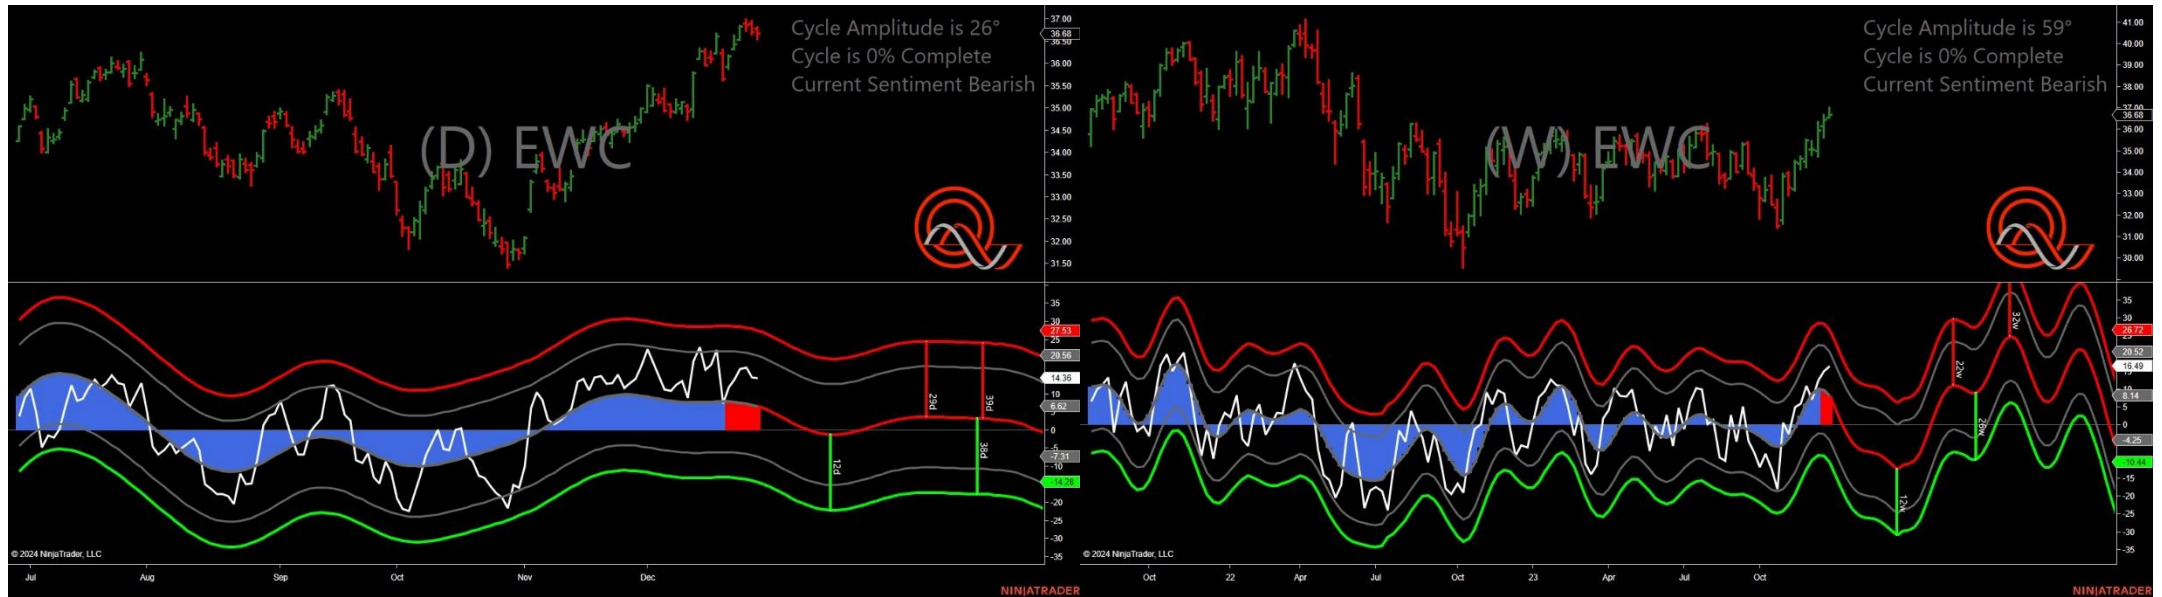 Cycle Amplitude is 26°
Cycle is 0% Complete
Current Sentiment Bearish
(D) EWC
37.00
36.68
36.50
36.00
35.50
35.00
34.50
34.00
33.50
33.00
32.50
32.00
31.50
35
30
27.53
25
20.56
14.36
10
6.62
5
0
-5
-7.31
-10
-14.28
-20
-25
-30
-35
12d
29d
38d
39d
© 2024 NinjaTrader, LLC
Jul Aug Sep Oct Nov Dec
NINJATRADER
Cycle Amplitude is 59°
Cycle is 0% Complete
Current Sentiment Bearish
(W) EWC
41.00
40.00
39.00
38.00
37.00
36.68
36.00
35.00
34.00
33.00
32.00
31.00
30.00
35
30
26.72
20.52
16.49
10
8.14
5
0
-4.25
-10.44
-15
-20
-25
-30
-35
12w
22w
26w
32w
© 2024 NinjaTrader, LLC
Oct 22 Apr Jul Oct 23 Apr Jul Oct
NINJATRADER